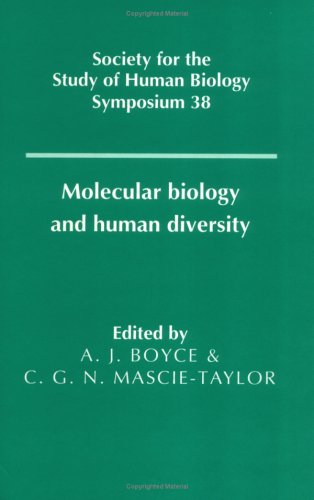 Society for the
Study of Human Biology
Symposium 38
Molecular biology
and human diversity
Edited by
A. J. BOYCE &
C. G. N. MASCIE-TAYLOR